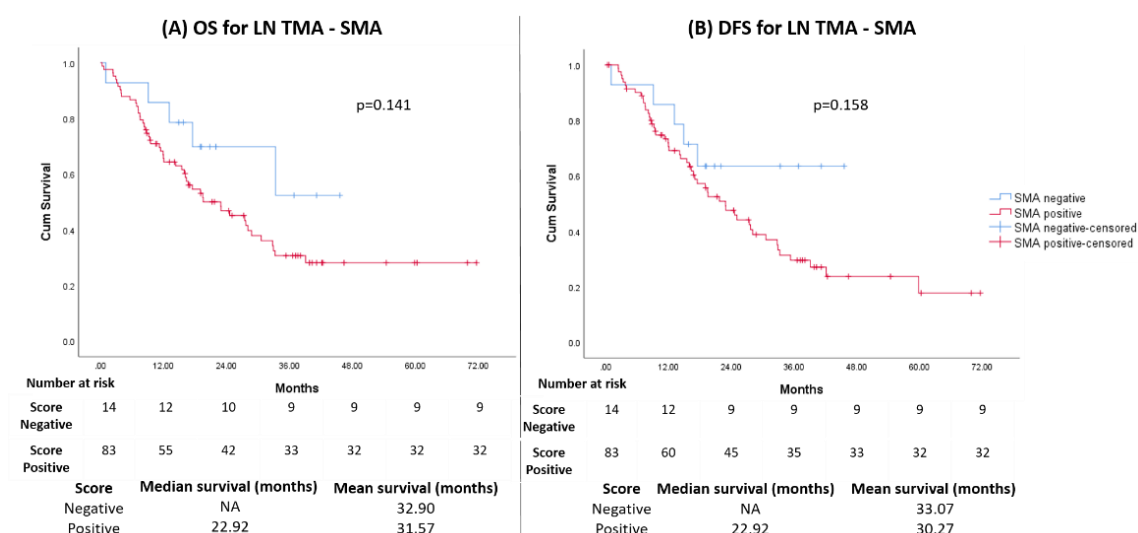 (A) OS for LN TMA - SMA
p=0.141
Cum Survival
1.0
0.8
0.6
0.4
0.2
0.0
.00 12.00 24.00 36.00 48.00 60.00 72.00
Months
Number at risk
Score Negative 14 12 10 9 9 9 9
Score Positive 83 55 42 33 32 32 32
Score Median survival (months) Mean survival (months)
Negative NA 32.90
Positive 22.92 31.57
(B) DFS for LN TMA - SMA
p=0.158
Cum Survival
1.0
0.8
0.6
0.4
0.2
0.0
.00 12.00 24.00 36.00 48.00 60.00 72.00
Months
Number at risk
Score Negative 14 12 9 9 9 9 9
Score Positive 83 60 45 35 33 32 32
Score Median survival (months) Mean survival (months)
Negative NA 33.07
Positive 22.92 30.27
SMA negative
SMA positive
SMA negative-censored
SMA positive-censored